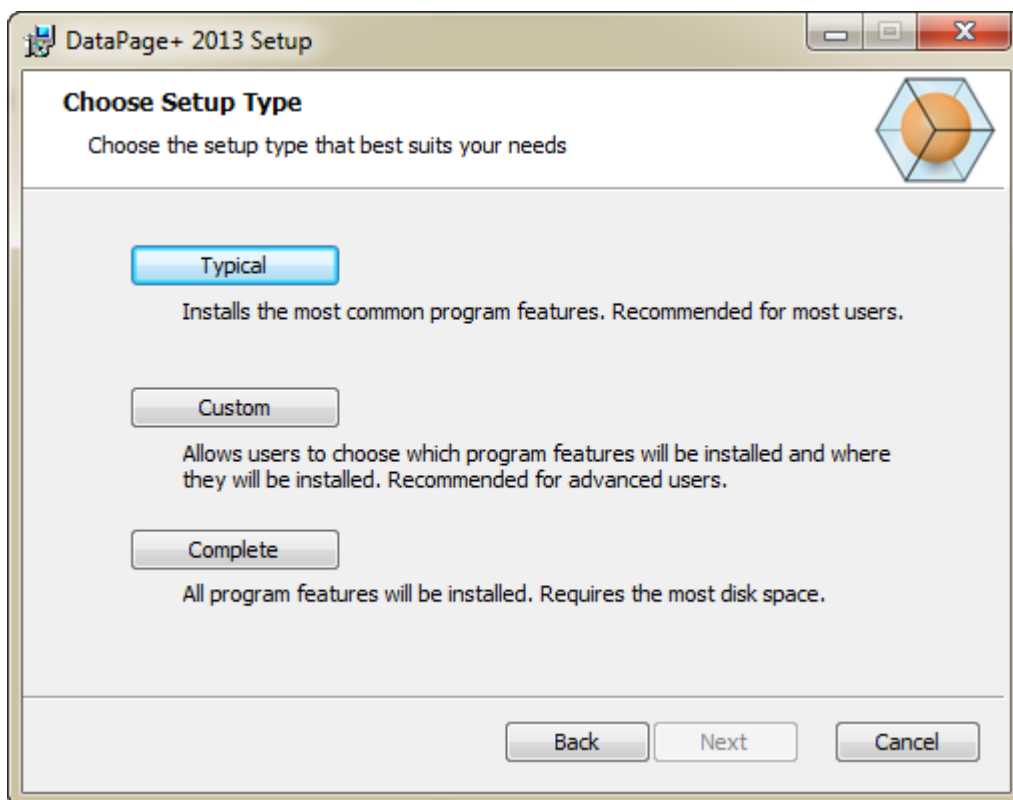 DataPage+ 2013 Setup
Choose Setup Type
Choose the setup type that best suits your needs
Typical
Installs the most common program features. Recommended for most users.
Custom
Allows users to choose which program features will be installed and where
they will be installed. Recommended for advanced users.
Complete
All program features will be installed. Requires the most disk space.
Back Next Cancel